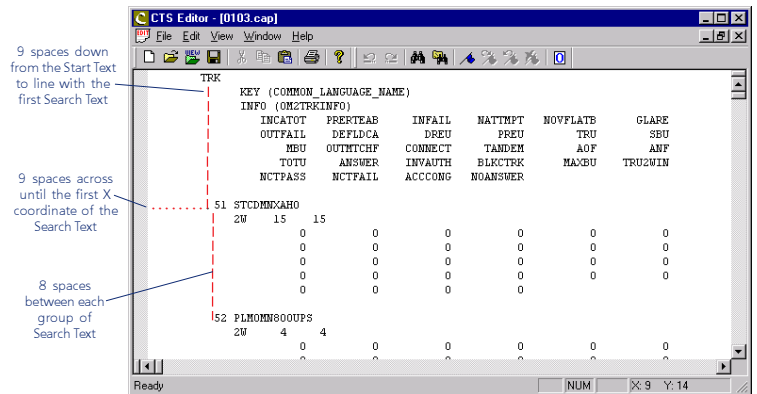 CTS Editor - [0103.cap]
File Edit View Window Help
9 spaces down
from the Start Text
to line with the
first Search Text
TRK
KEY (COMMON_LANGUAGE_NAME)
INFO (OM2TRKINFO)
INCATOT PRERTEAB INFAIL NATTMPT NOVFLATB GLARE
OUTFAIL DEFLDCA DREU PREU TRU SBU
MBU OUTMTCHF CONNECT TANDEM AOF ANF
TOTU ANSWER INVAUTH BLKCTRK MAXBU TRU2WIN
NCTPASS NCTFAIL ACCCONG NOANSWER
9 spaces across
until the first X
coordinate of the
Search Text
51 STCDMNXAH0
2W 15 15
0 0 0 0 0 0
0 0 0 0 0 0
0 0 0 0 0 0
0 0 0 0 0 0
0 0 0 0
8 spaces
between each
group of
Search Text
52 PLMOMN800UPS
2W 4 4
0 0 0 0 0 0
Ready NUM X: 9 Y: 14